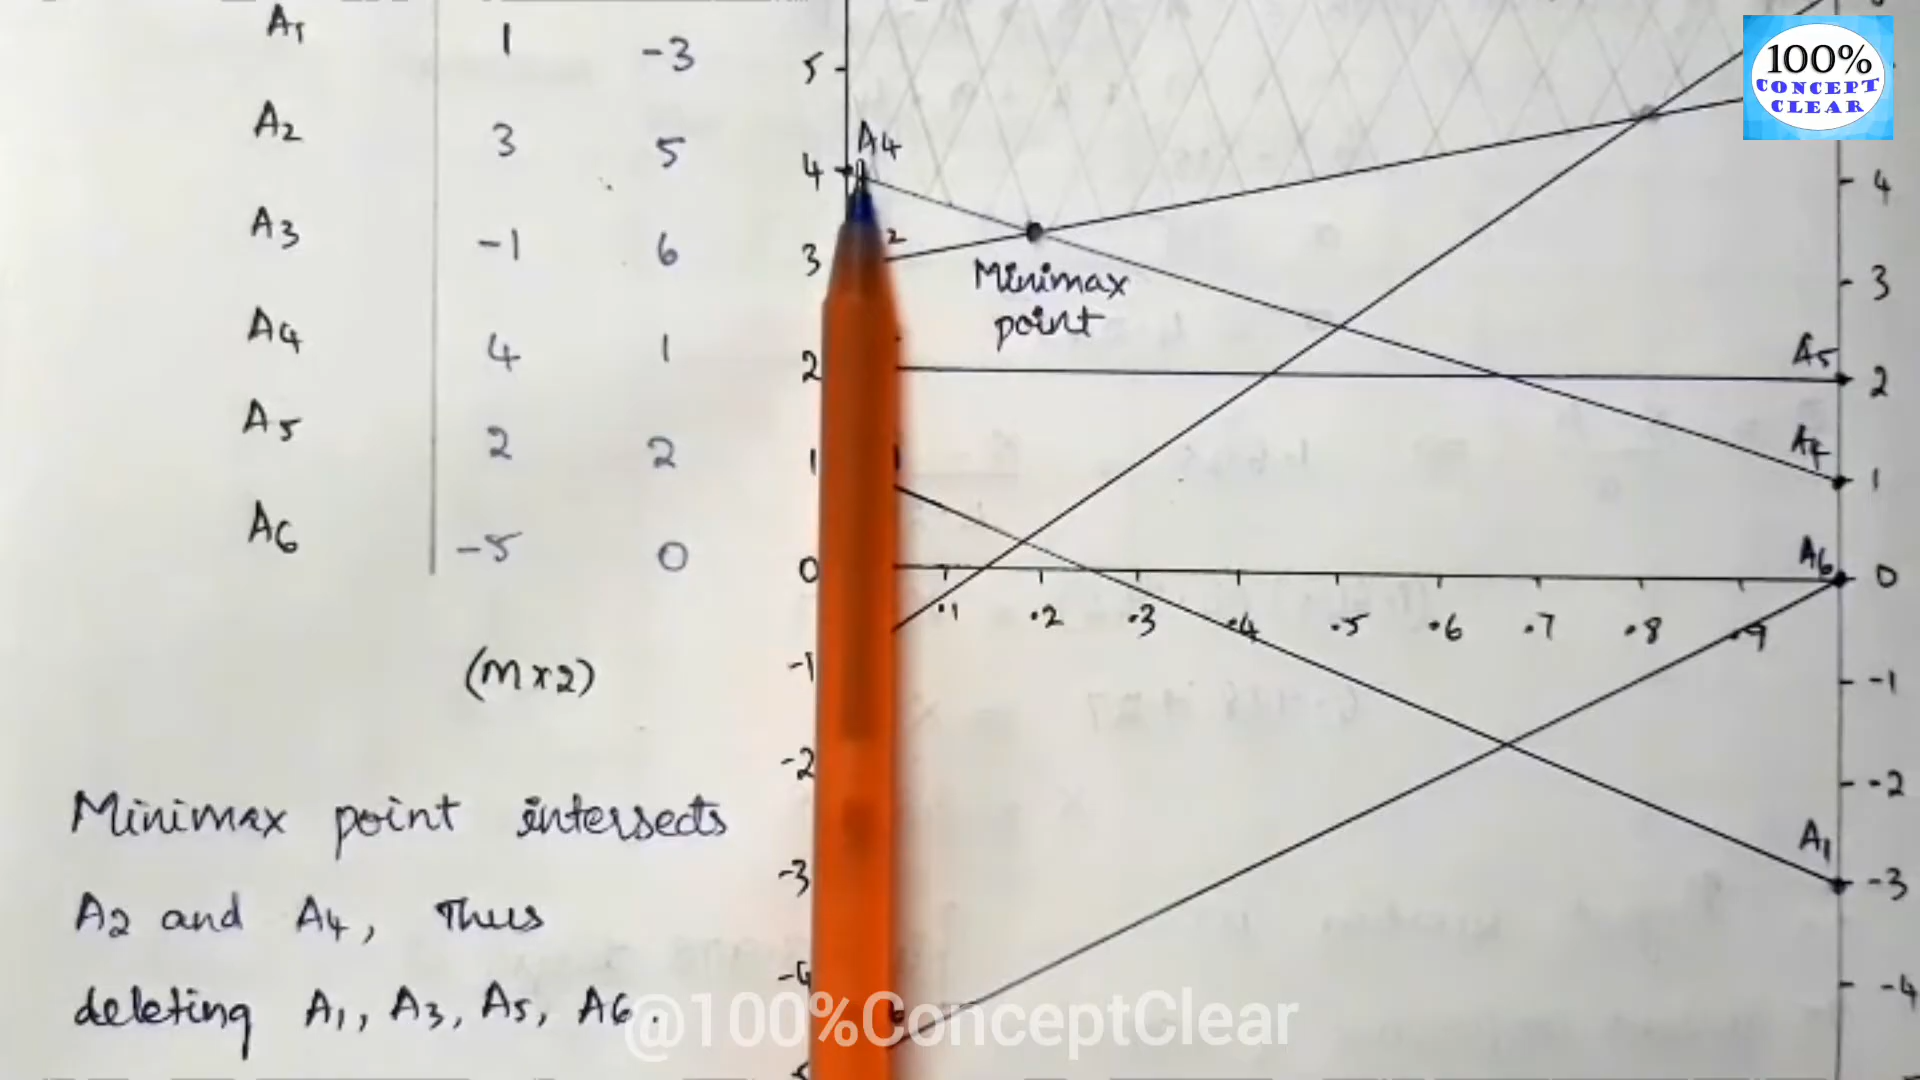 A1 1 -3
A2 3 5
A3 -1 6
A4 4 1
A5 2 2
A6 -5 0
(M x 2)
Minimax point intersects
A2 and A4, Thus
deleting A1, A3, A5, A6.
5
4
3
2
1
0
-1
-2
-3
-4
A4
2
Minimax
point
.1 .2 .3 .4 .5 .6 .7 .8 .9
A5
A4
A6
A1
4
3
2
1
0
-1
-2
-3
-4
100%
CONCEPT
CLEAR
@100%ConceptClear